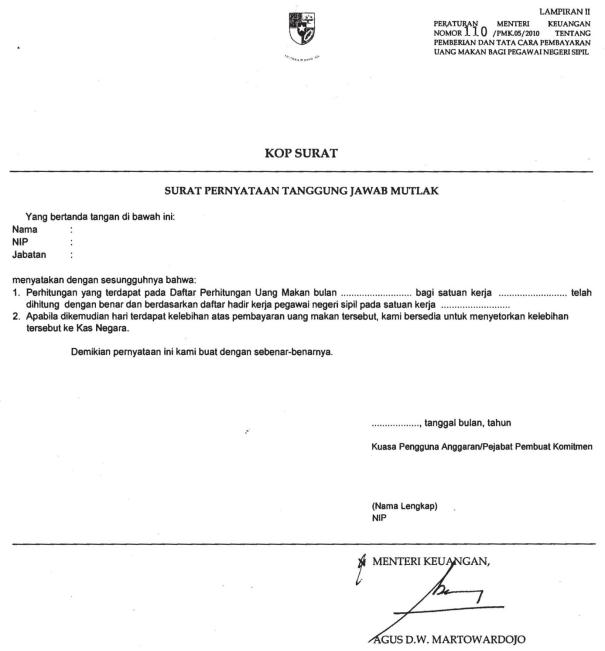 LAMPIRAN II
PERATURAN MENTERI KEUANGAN
NOMOR 110 /PMK.05/2010 TENTANG
PEMBERIAN DAN TATA CARA PEMBAYARAN
UANG MAKAN BAGI PEGAWAI NEGERI SIPIL
KOP SURAT
SURAT PERNYATAAN TANGGUNG JAWAB MUTLAK
Yang bertanda tangan di bawah ini:
Nama :
NIP :
Jabatan :
menyatakan dengan sesungguhnya bahwa:
1. Perhitungan yang terdapat pada Daftar Perhitungan Uang Makan bulan ........................... bagi satuan kerja .......................... telah
dihitung dengan benar dan berdasarkan daftar hadir kerja pegawai negeri sipil pada satuan kerja ..........................
2. Apabila dikemudian hari terdapat kelebihan atas pembayaran uang makan tersebut, kami bersedia untuk menyetorkan kelebihan
tersebut ke Kas Negara.
Demikian pernyataan ini kami buat dengan sebenar-benarnya.
.................., tanggal bulan, tahun
Kuasa Pengguna Anggaran/Pejabat Pembuat Komitmen
(Nama Lengkap)
NIP
MENTERI KEUANGAN,
AGUS D.W. MARTOWARDOJO